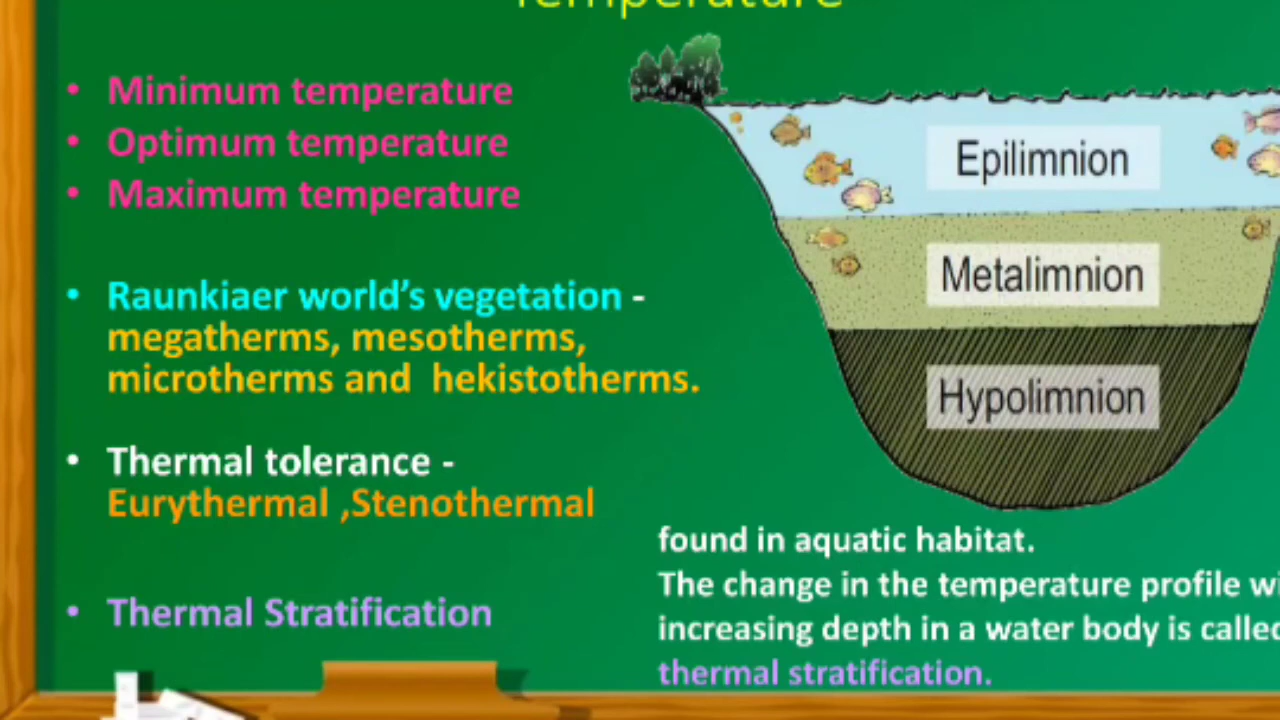 Temperature
• Minimum temperature
• Optimum temperature
• Maximum temperature
• Raunkiaer world's vegetation -
megatherms, mesotherms,
microtherms and hekistotherms.
• Thermal tolerance -
Eurythermal ,Stenothermal
• Thermal Stratification
Epilimnion
Metalimnion
Hypolimnion
found in aquatic habitat.
The change in the temperature profile wi
increasing depth in a water body is called
thermal stratification.